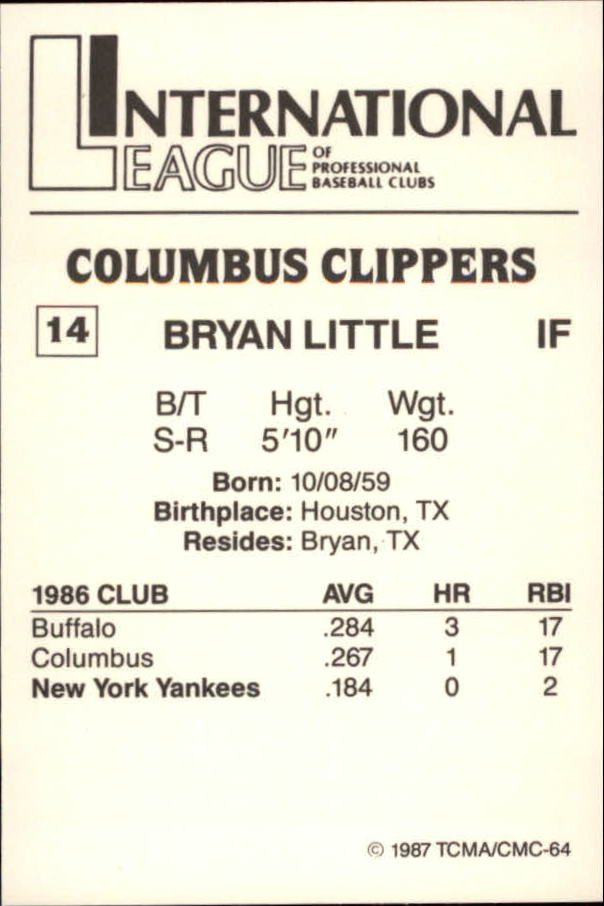 INTERNATIONAL
LEAGUE OF
PROFESSIONAL
BASEBALL CLUBS
COLUMBUS CLIPPERS
14 BRYAN LITTLE IF
B/T Hgt. Wgt.
S-R 5'10" 160
Born: 10/08/59
Birthplace: Houston, TX
Resides: Bryan, TX
1986 CLUB AVG HR RBI
Buffalo .284 3 17
Columbus .267 1 17
New York Yankees .184 0 2
© 1987 TCMA/CMC-64